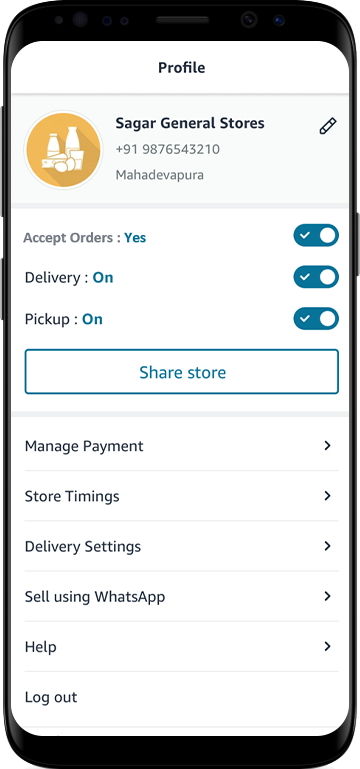 Profile
Sagar General Stores
+91 9876543210
Mahadevapura
Accept Orders : Yes
Delivery : On
Pickup : On
Share store
Manage Payment
Store Timings
Delivery Settings
Sell using WhatsApp
Help
Log out